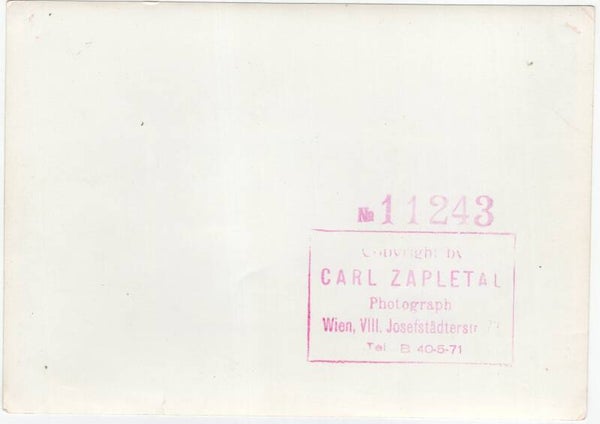 № 11243
Copyright by
CARL ZAPLETAL
Photograph
Wien, VIII. Josefstädterstr.
Tel. B 40-5-71